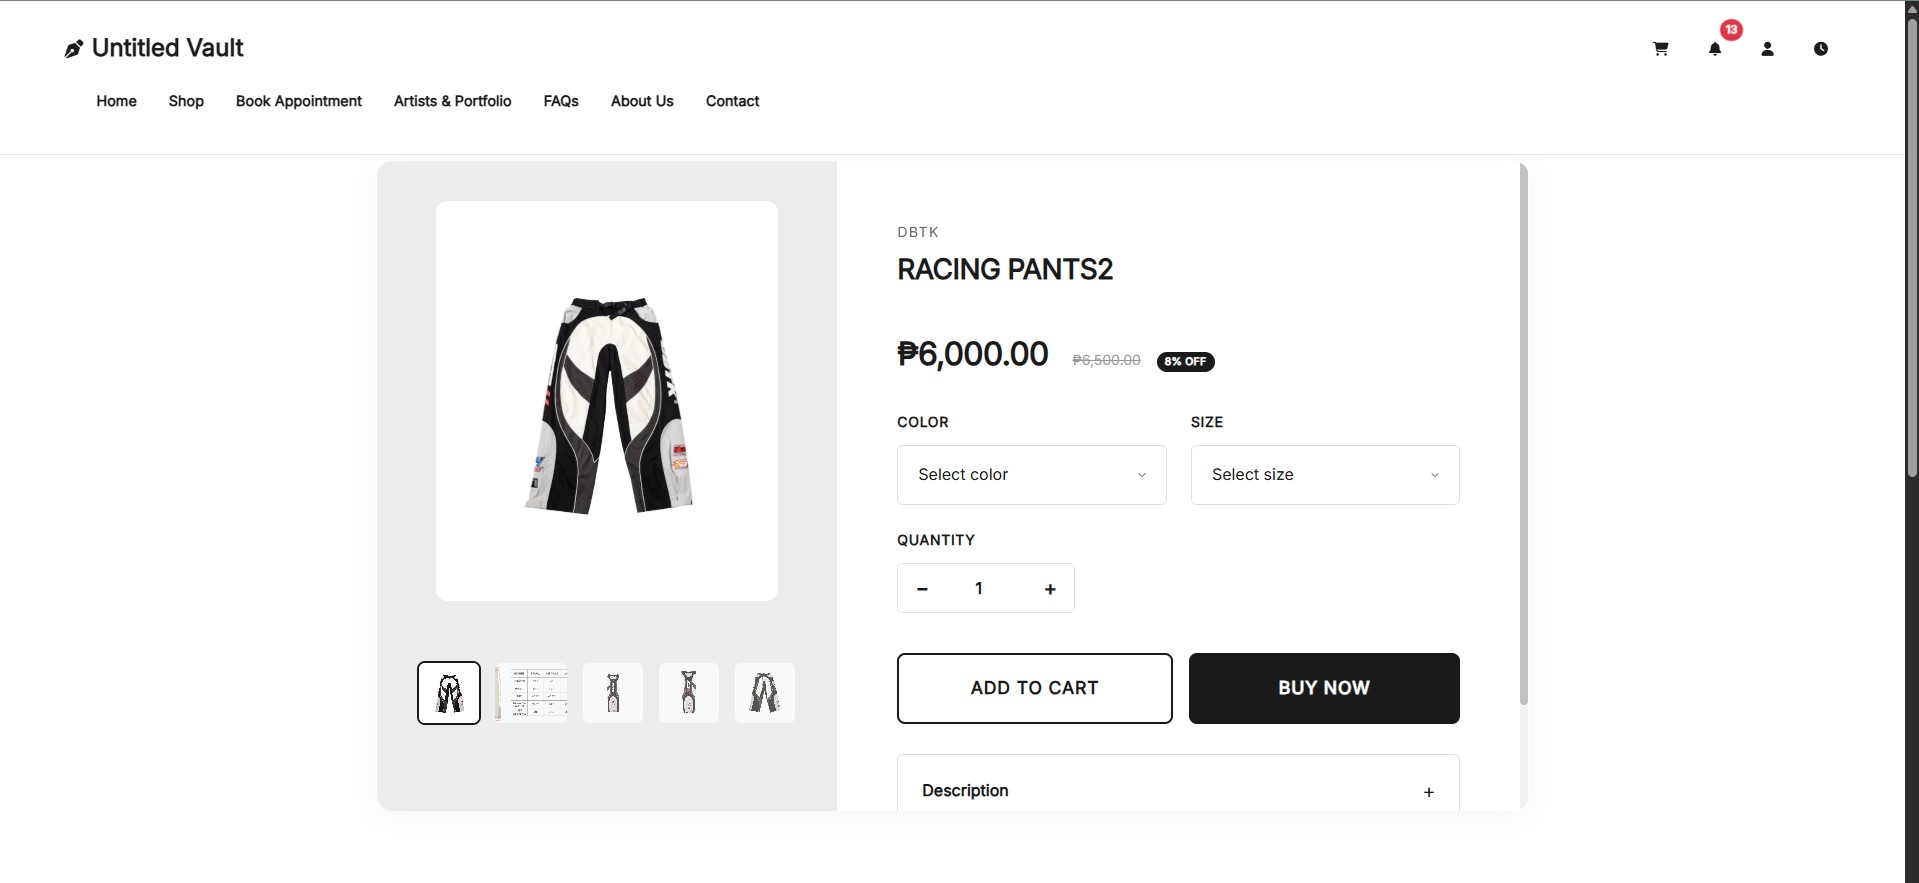 Untitled Vault
13
Home Shop Book Appointment Artists & Portfolio FAQs About Us Contact
DBTK
RACING PANTS2
₱6,000.00 ₱6,500.00 8% OFF
COLOR SIZE
Select color Select size
QUANTITY
− 1 +
ADD TO CART BUY NOW
Description +